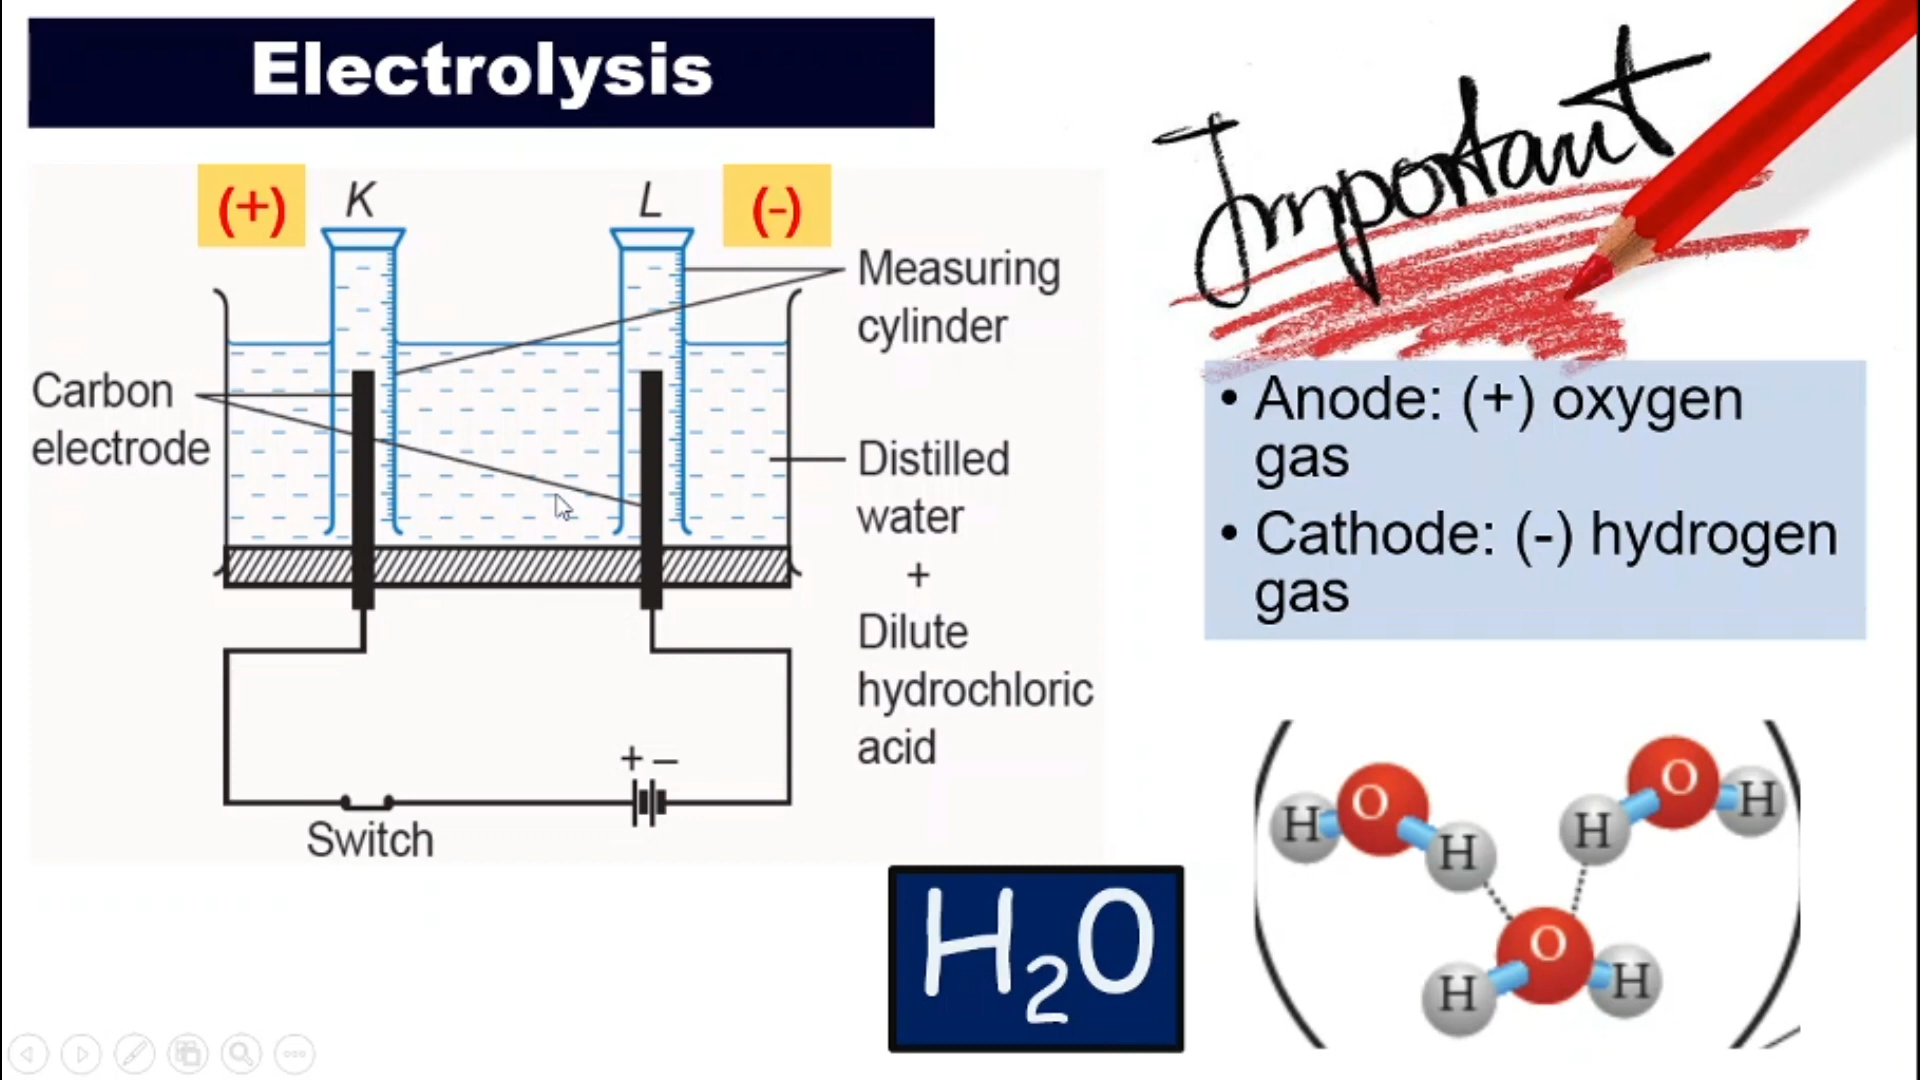 Electrolysis
Important
(+)
K
L
(-)
Measuring
cylinder
Carbon
electrode
Distilled
water
+
Dilute
hydrochloric
acid
+ –
Switch
• Anode: (+) oxygen
gas
• Cathode: (-) hydrogen
gas
H₂O
H O H
H O H
H O H